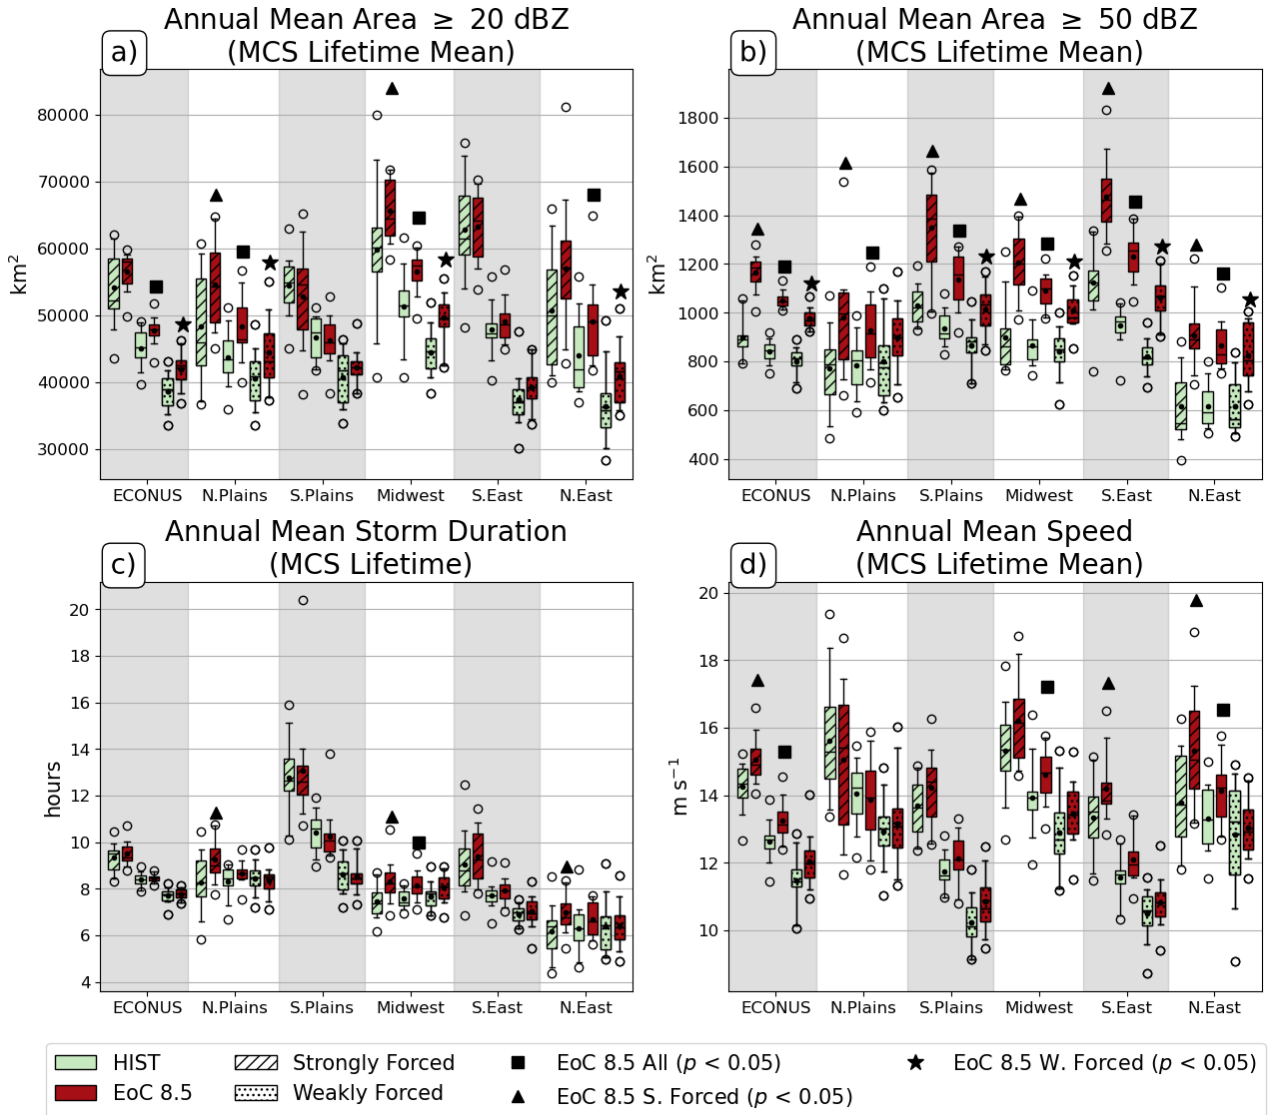 Annual Mean Area ≥ 20 dBZ
(MCS Lifetime Mean)
a)
km²
80000
70000
60000
50000
40000
30000
ECONUS N.Plains S.Plains Midwest S.East N.East
Annual Mean Area ≥ 50 dBZ
(MCS Lifetime Mean)
b)
km²
1800
1600
1400
1200
1000
800
600
400
ECONUS N.Plains S.Plains Midwest S.East N.East
Annual Mean Storm Duration
(MCS Lifetime)
c)
hours
20
18
16
14
12
10
8
6
4
ECONUS N.Plains S.Plains Midwest S.East N.East
Annual Mean Speed
(MCS Lifetime Mean)
d)
m s⁻¹
20
18
16
14
12
10
ECONUS N.Plains S.Plains Midwest S.East N.East
HIST
EoC 8.5
Strongly Forced
Weakly Forced
EoC 8.5 All (p < 0.05)
EoC 8.5 S. Forced (p < 0.05)
EoC 8.5 W. Forced (p < 0.05)